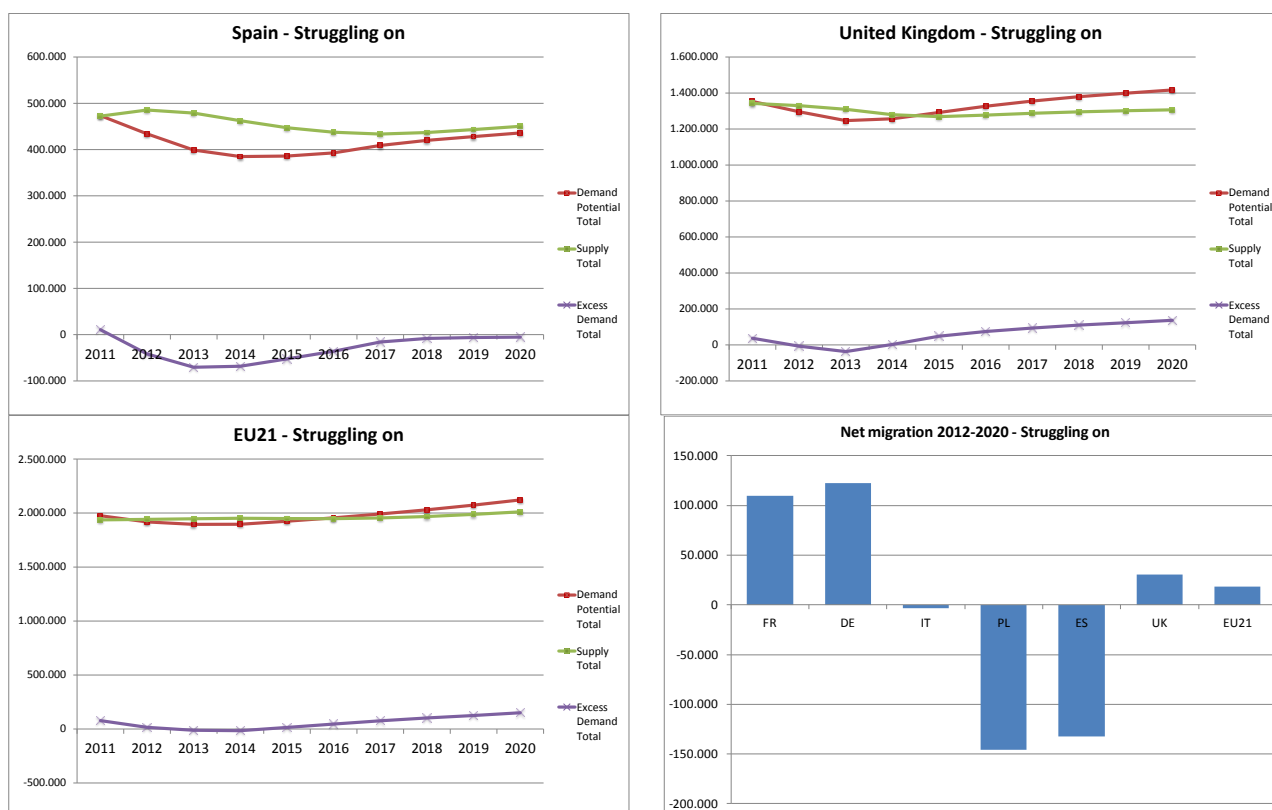 Spain - Struggling on
600.000
500.000
400.000
300.000
200.000
100.000
0
-100.000
2011 2012 2013 2014 2015 2016 2017 2018 2019 2020
Demand
Potential
Total
Supply
Total
Excess
Demand
Total
United Kingdom - Struggling on
1.600.000
1.400.000
1.200.000
1.000.000
800.000
600.000
400.000
200.000
0
-200.000
2011 2012 2013 2014 2015 2016 2017 2018 2019 2020
Demand
Potential
Total
Supply
Total
Excess
Demand
Total
EU21 - Struggling on
2.500.000
2.000.000
1.500.000
1.000.000
500.000
0
-500.000
2011 2012 2013 2014 2015 2016 2017 2018 2019 2020
Demand
Potential
Total
Supply
Total
Excess
Demand
Total
Net migration 2012-2020 - Struggling on
150.000
100.000
50.000
0
-50.000
-100.000
-150.000
-200.000
FR DE IT PL ES UK EU21